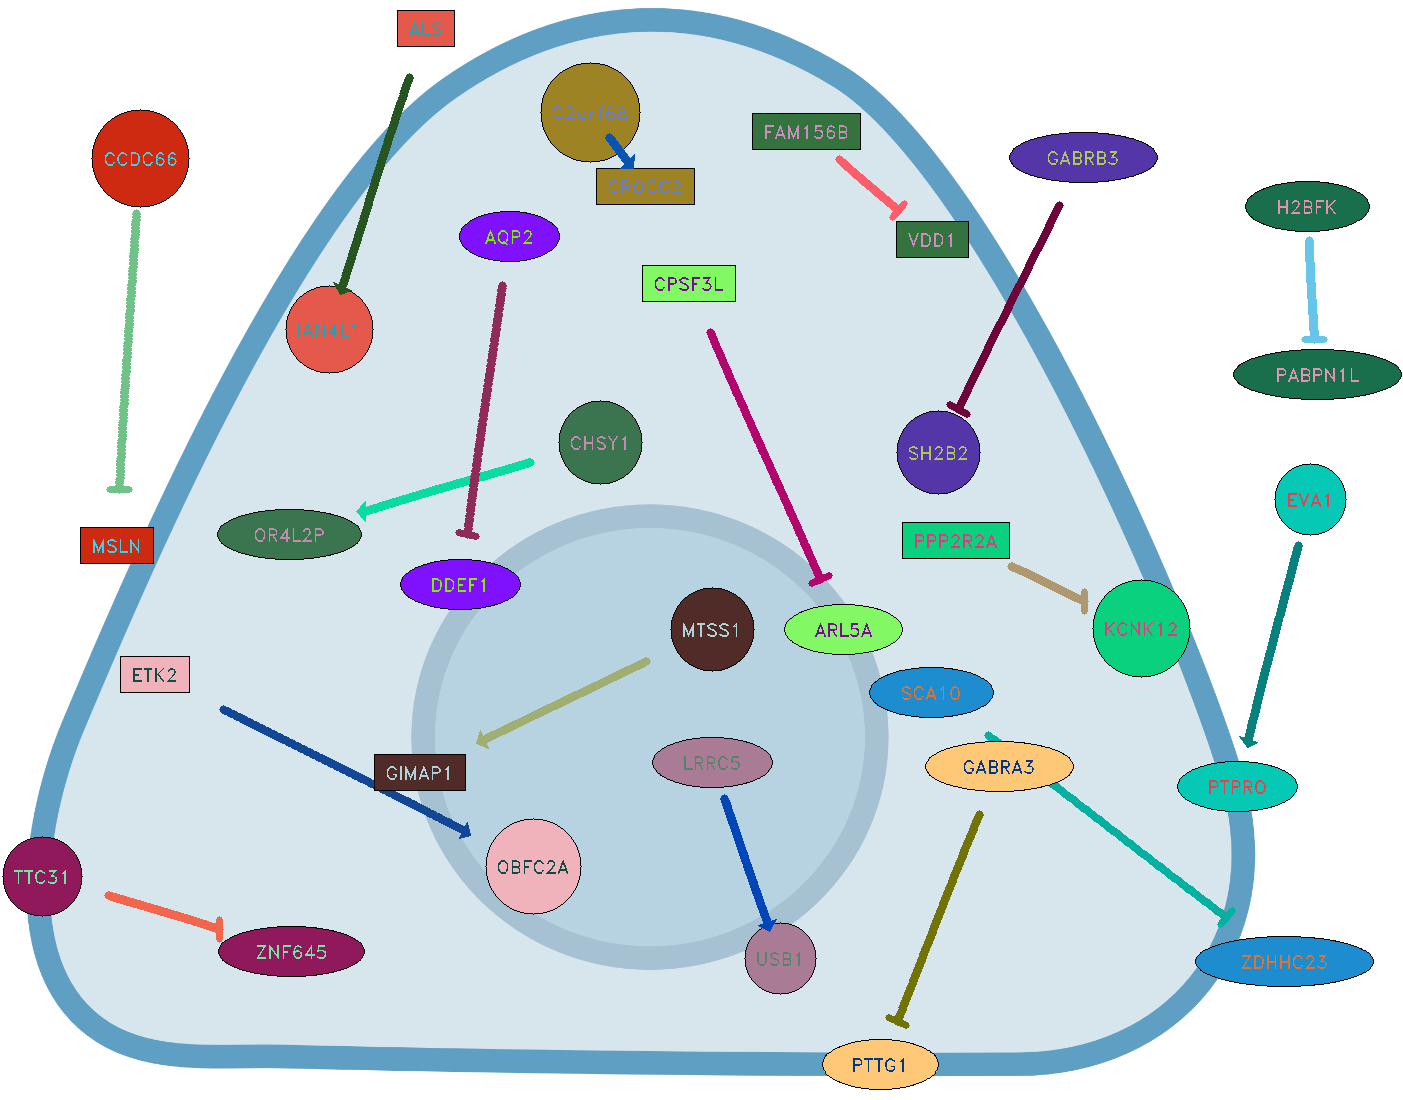 ALS
C2orf68
FAM156B
CCDC66
GABRB3
CROCC2
H2BFK
AQP2
VDD1
CPSF3L
IAN4L1
PABPN1L
CHSY1
SH2B2
EVA1
OR4L2P
PPP2R2A
MSLN
DDEF1
MTSS1
ARL5A
KCNK12
ETK2
SCA10
LRRC5
GABRA3
GIMAP1
PTPRO
OBFC2A
TTC31
ZNF645
USB1
ZDHHC23
PTTG1